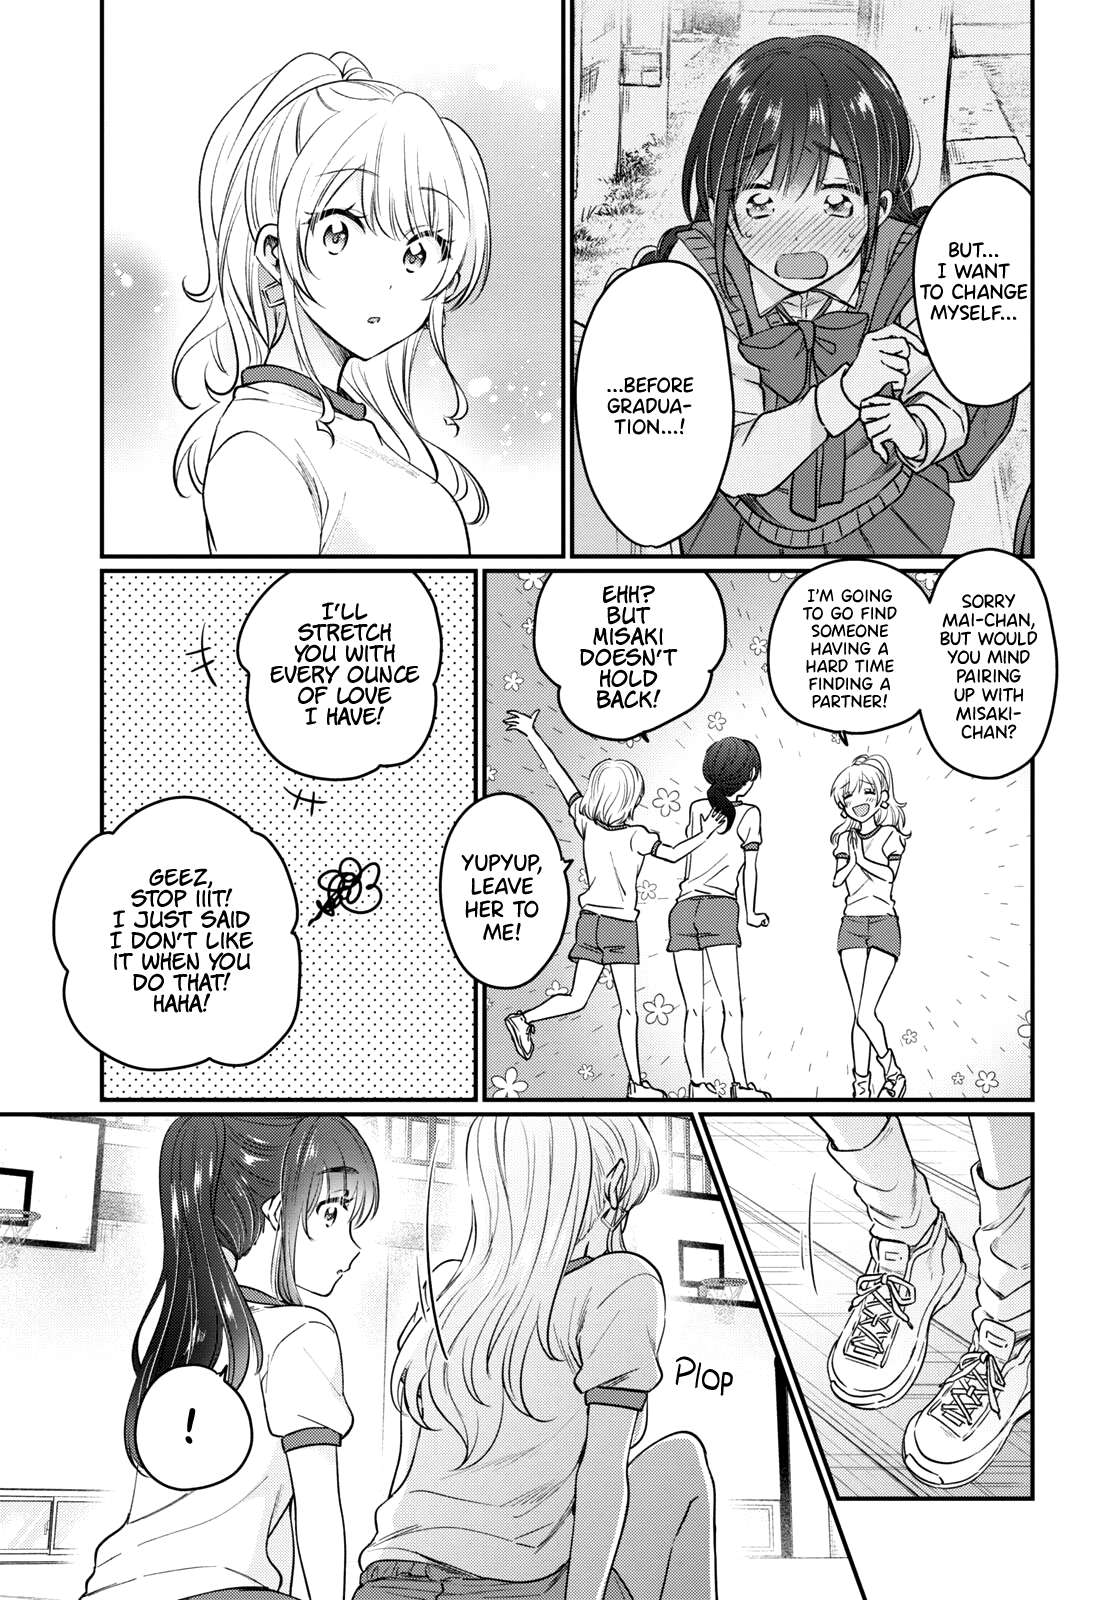 BUT...
I WANT
TO CHANGE
MYSELF...
...BEFORE
GRADUA-
TION...!
SORRY
MAI-CHAN,
BUT WOULD
YOU MIND
PAIRING
UP WITH
MISAKI-
CHAN?
I'M GOING
TO GO FIND
SOMEONE
HAVING A
HARD TIME
FINDING A
PARTNER!
EHH?
BUT
MISAKI
DOESN'T
HOLD
BACK!
YUPYUP,
LEAVE
HER TO
ME!
I'LL
STRETCH
YOU WITH
EVERY OUNCE
OF LOVE
I HAVE!
GEEZ,
STOP IIIT!
I JUST SAID
I DON'T LIKE
IT WHEN YOU
DO THAT!
HAHA!
PLOP
!